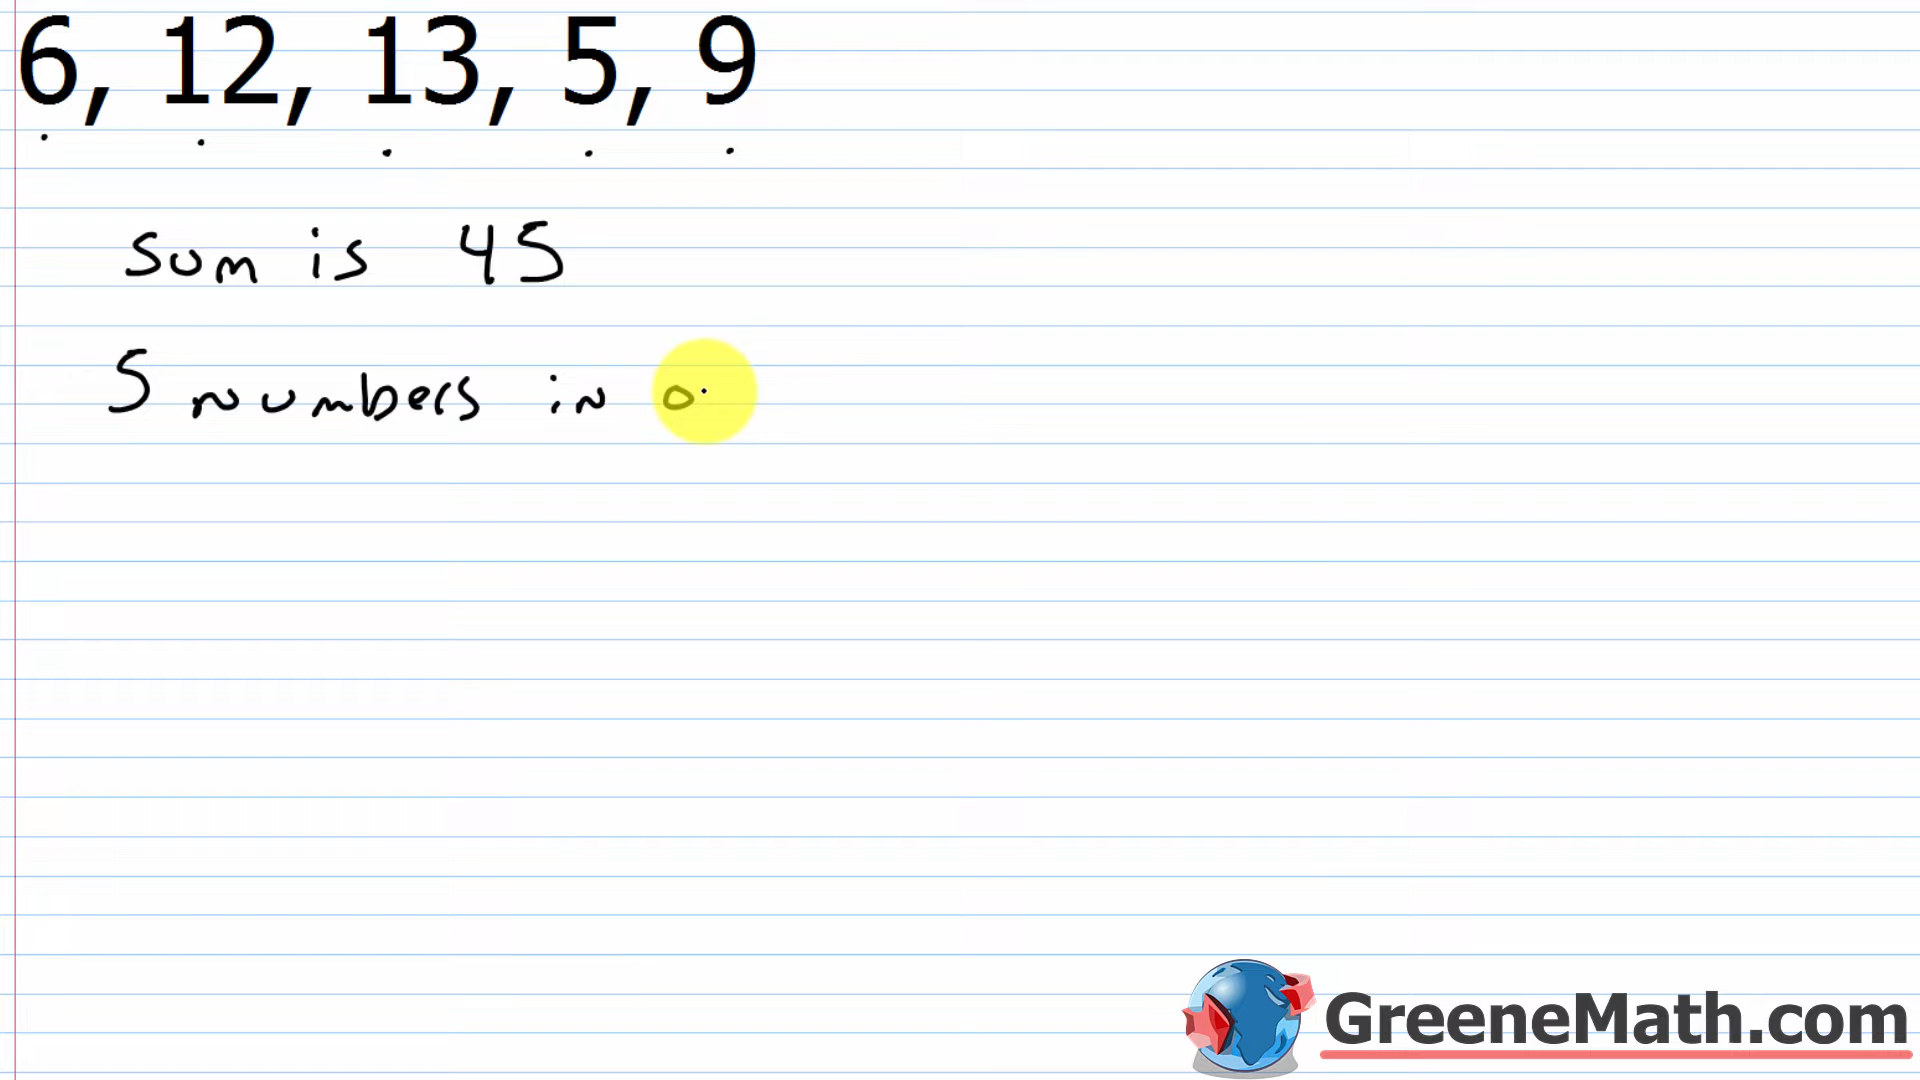 6, 12, 13, 5, 9
sum is 45
5 numbers in o
GreeneMath.com